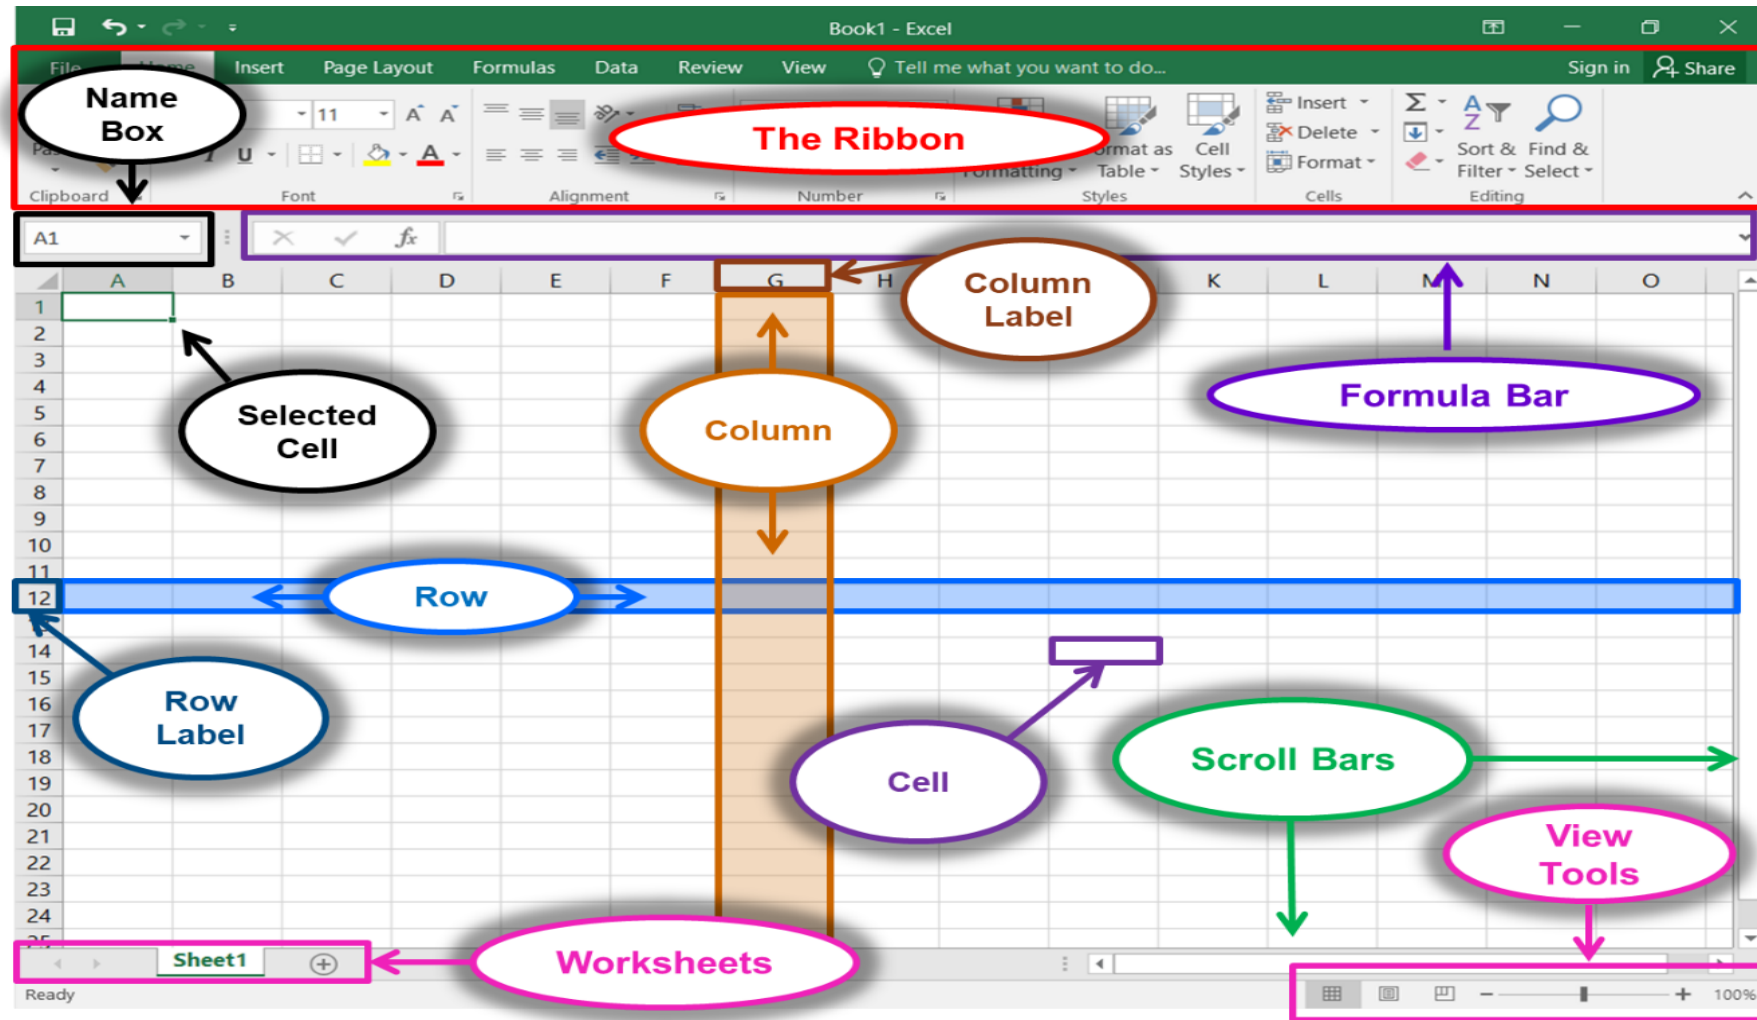 Book1 - Excel
File Home Insert Page Layout Formulas Data Review View Tell me what you want to do... Sign in Share
Name
Box
11 A A
The Ribbon
U A
Insert
Delete
Format
Formatting
Format as
Table
Cell
Styles
Sort &
Filter
Find &
Select
Clipboard Font Alignment Number Styles Cells Editing
A1 fx
A B C D E F G H K L M N O
Column
Label
1
2
3
4
5
6
7
8
9
10
11
12
14
15
16
17
18
19
20
21
22
23
24
25
Formula Bar
Selected
Cell
Column
Row
Row
Label
Cell
Scroll Bars
View
Tools
Sheet1
Worksheets
Ready
100%